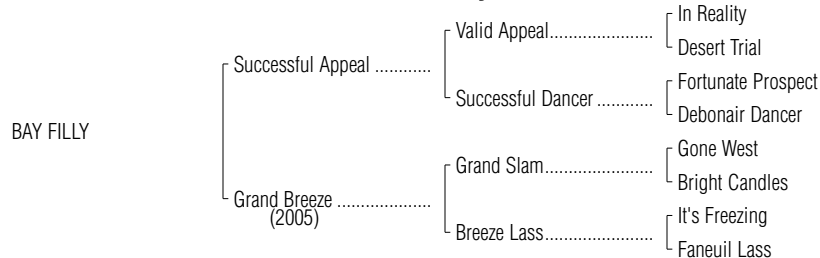 In Reality
Valid Appeal......................
Desert Trial
Successful Appeal ............
Fortunate Prospect
Successful Dancer ............
Debonair Dancer
BAY FILLY
Gone West
Grand Slam.......................
Bright Candles
Grand Breeze ....................
(2005)
It's Freezing
Breeze Lass.......................
Faneuil Lass